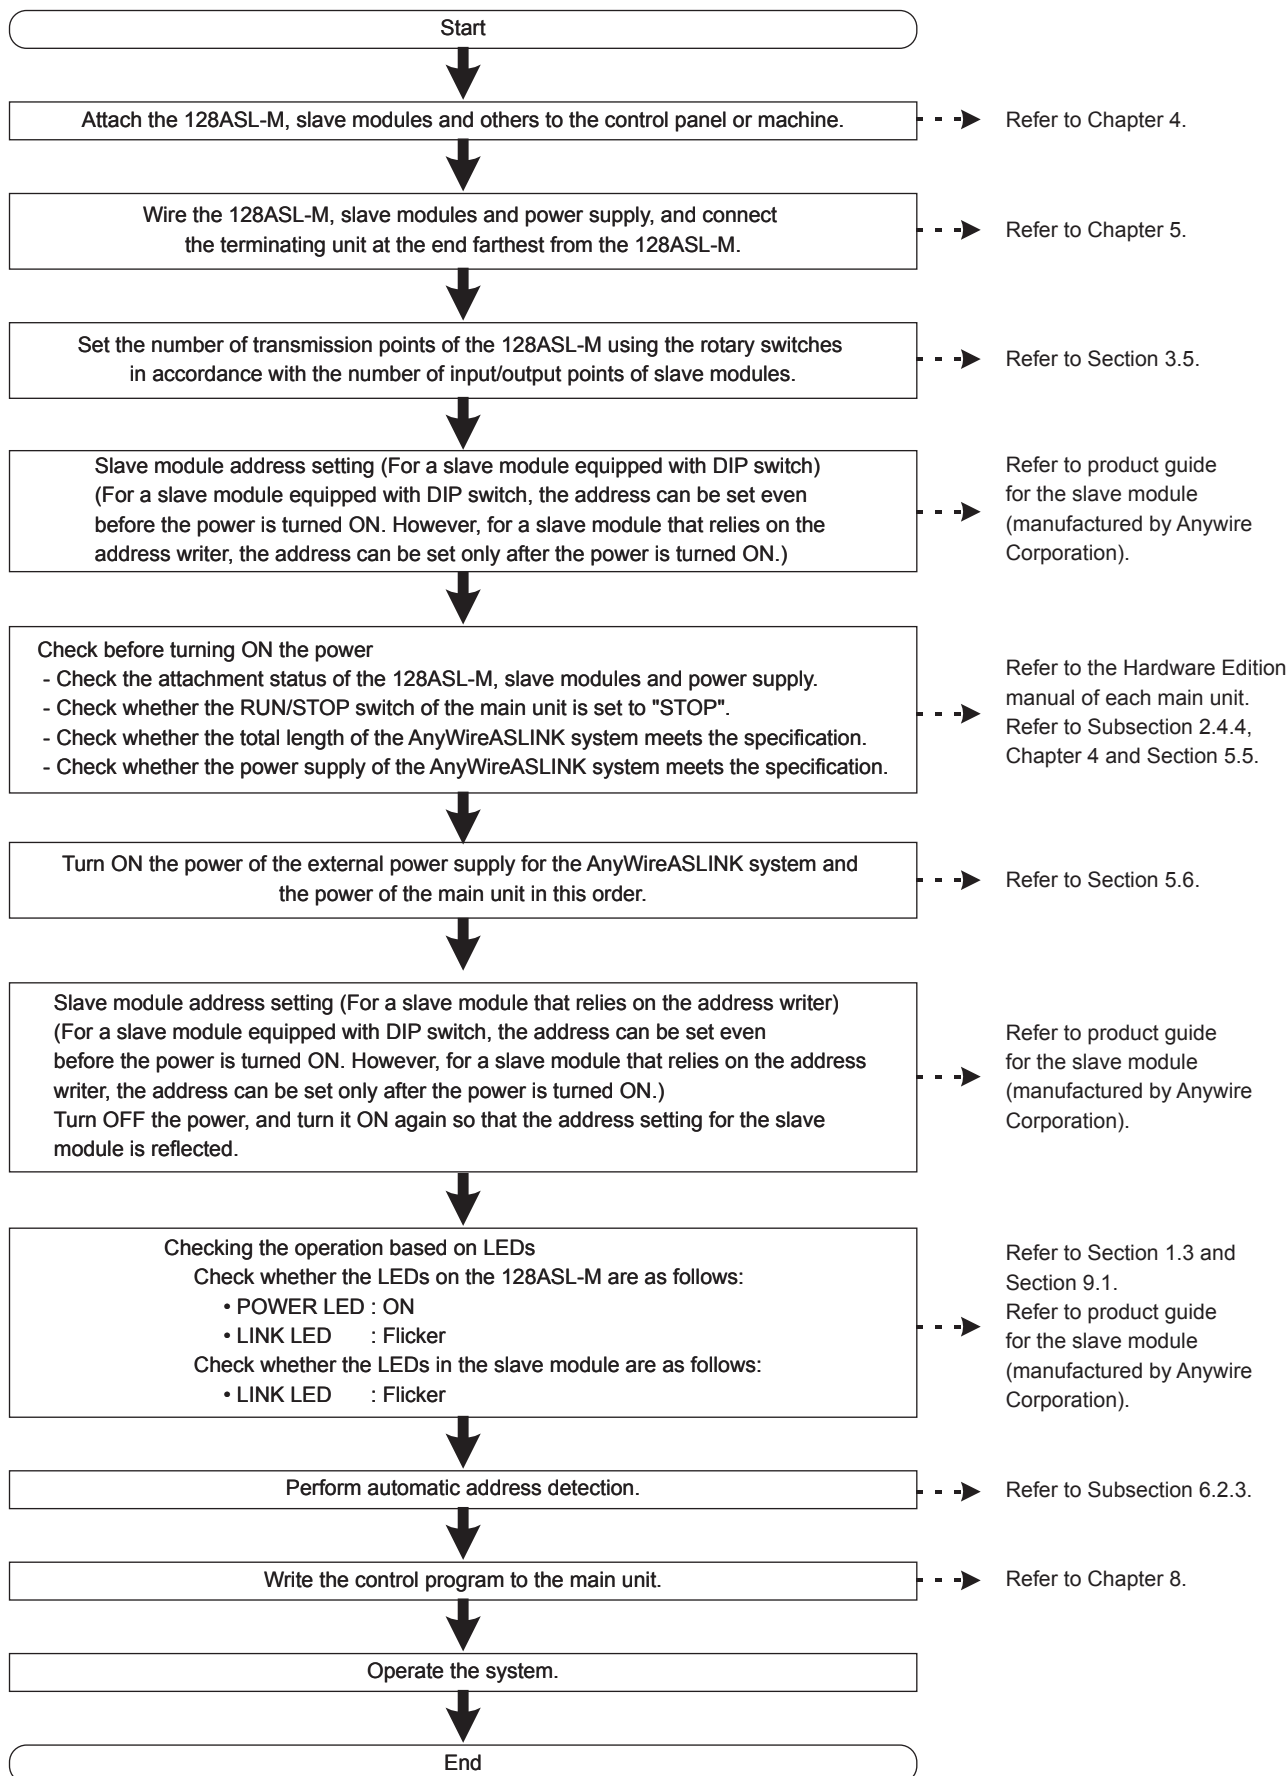 Start
Attach the 128ASL-M, slave modules and others to the control panel or machine.
Refer to Chapter 4.
Wire the 128ASL-M, slave modules and power supply, and connect
the terminating unit at the end farthest from the 128ASL-M.
Refer to Chapter 5.
Set the number of transmission points of the 128ASL-M using the rotary switches
in accordance with the number of input/output points of slave modules.
Refer to Section 3.5.
Slave module address setting (For a slave module equipped with DIP switch)
(For a slave module equipped with DIP switch, the address can be set even
before the power is turned ON. However, for a slave module that relies on the
address writer, the address can be set only after the power is turned ON.)
Refer to product guide
for the slave module
(manufactured by Anywire
Corporation).
Check before turning ON the power
- Check the attachment status of the 128ASL-M, slave modules and power supply.
- Check whether the RUN/STOP switch of the main unit is set to "STOP".
- Check whether the total length of the AnyWireASLINK system meets the specification.
- Check whether the power supply of the AnyWireASLINK system meets the specification.
Refer to the Hardware Edition
manual of each main unit.
Refer to Subsection 2.4.4,
Chapter 4 and Section 5.5.
Turn ON the power of the external power supply for the AnyWireASLINK system and
the power of the main unit in this order.
Refer to Section 5.6.
Slave module address setting (For a slave module that relies on the address writer)
(For a slave module equipped with DIP switch, the address can be set even
before the power is turned ON. However, for a slave module that relies on the address
writer, the address can be set only after the power is turned ON.)
Turn OFF the power, and turn it ON again so that the address setting for the slave
module is reflected.
Refer to product guide
for the slave module
(manufactured by Anywire
Corporation).
Checking the operation based on LEDs
Check whether the LEDs on the 128ASL-M are as follows:
• POWER LED : ON
• LINK LED : Flicker
Check whether the LEDs in the slave module are as follows:
• LINK LED : Flicker
Refer to Section 1.3 and
Section 9.1.
Refer to product guide
for the slave module
(manufactured by Anywire
Corporation).
Perform automatic address detection.
Refer to Subsection 6.2.3.
Write the control program to the main unit.
Refer to Chapter 8.
Operate the system.
End